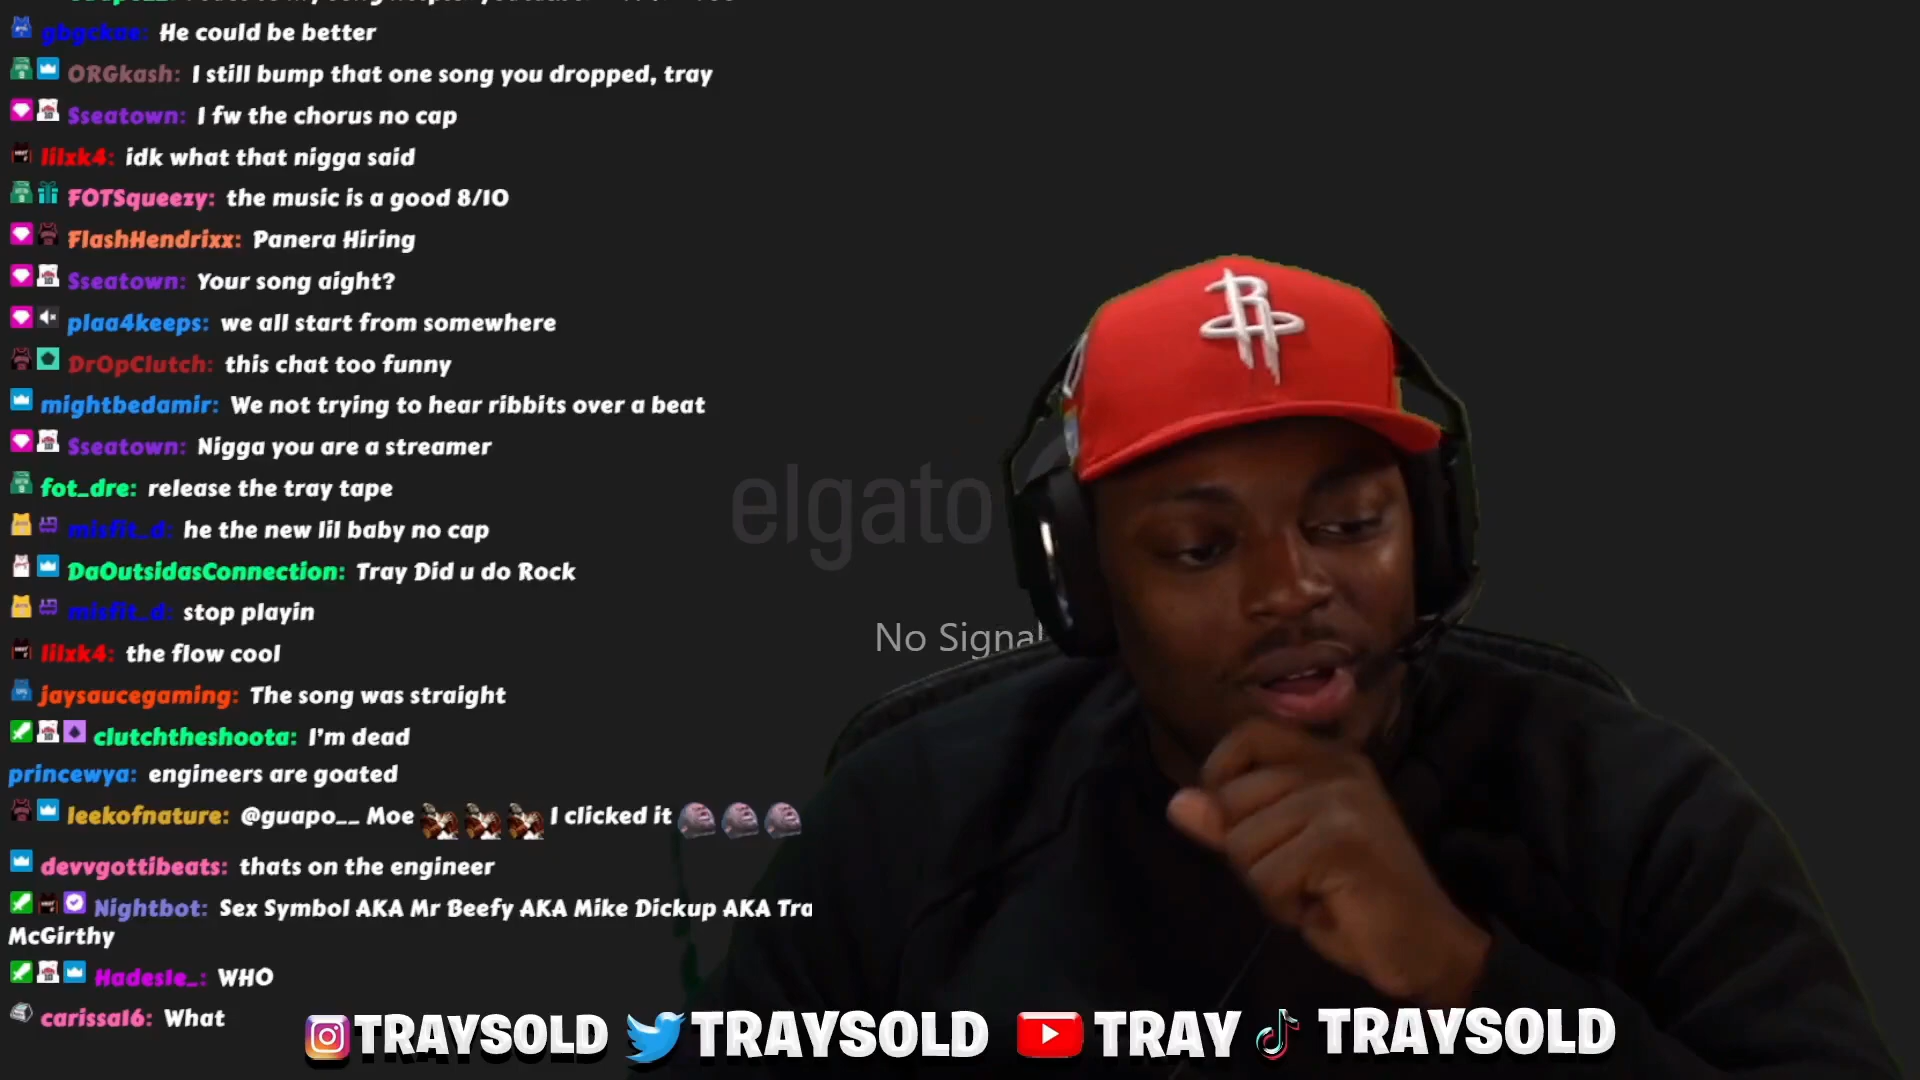 gbgckae: He could be better
ORGkash: I still bump that one song you dropped, tray
Sseatown: I fw the chorus no cap
lilxk4: idk what that nigga said
FOTSqueezy: the music is a good 8/10
FlashHendrixx: Panera Hiring
Sseatown: Your song aight?
plaa4keeps: we all start from somewhere
DrOpClutch: this chat too funny
mightbedamir: We not trying to hear ribbits over a beat
Sseatown: Nigga you are a streamer
fot_dre: release the tray tape
misfit_d: he the new lil baby no cap
DaOutsidasConnection: Tray Did u do Rock
misfit_d: stop playin
lilxk4: the flow cool
jaysaucegaming: The song was straight
clutchtheshoota: I'm dead
princewya: engineers are goated
leekofnature: @guapo__ Moe I clicked it
devvgottibeats: thats on the engineer
Nightbot: Sex Symbol AKA Mr Beefy AKA Mike Dickup AKA Tra
McGirthy
Hadesle_: WHO
carissa16: What
elgato
No Signal
TRAYSOLD TRAYSOLD TRAY TRAYSOLD